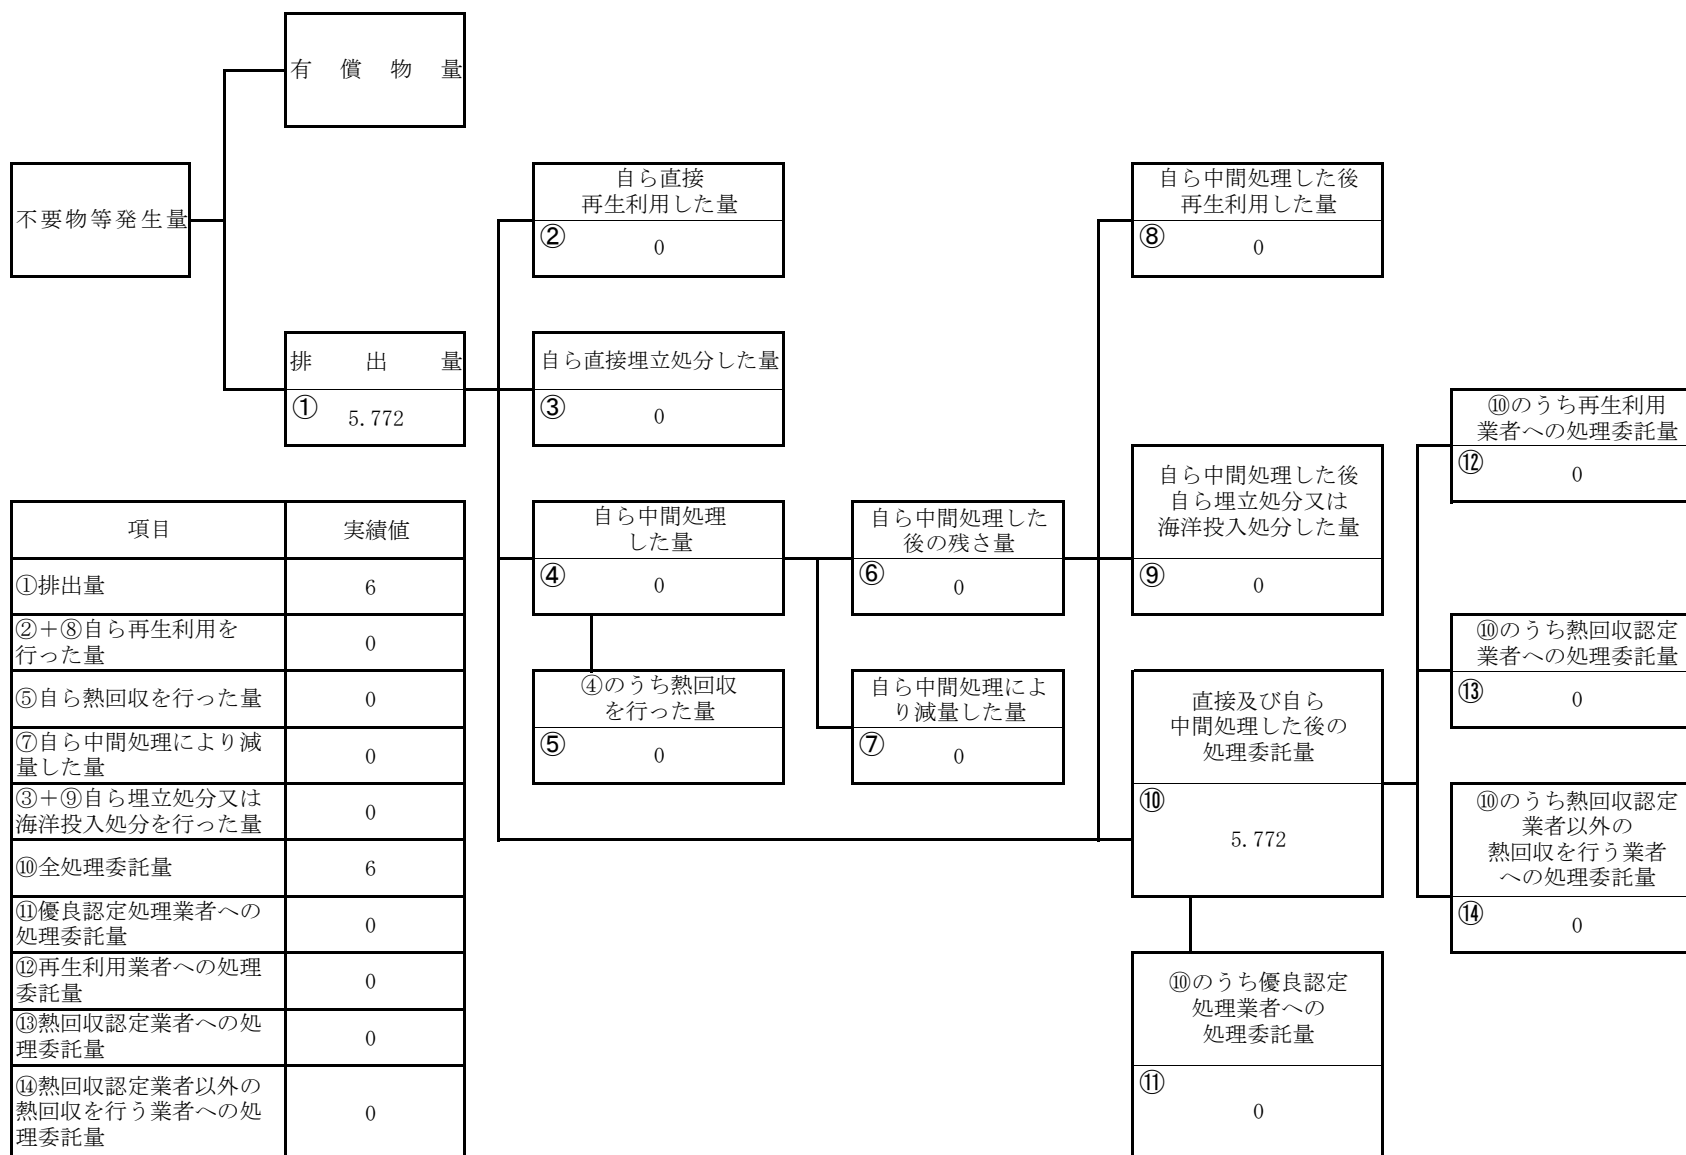 有償物量
不要物等発生量
排出量
①
5.772
自ら直接
再生利用した量
②
0
自ら直接埋立処分した量
③
0
自ら中間処理
した量
④
0
④のうち熱回収
を行った量
⑤
0
自ら中間処理した
後の残さ量
⑥
0
自ら中間処理によ
り減量した量
⑦
0
自ら中間処理した後
再生利用した量
⑧
0
自ら中間処理した後
自ら埋立処分又は
海洋投入処分した量
⑨
0
直接及び自ら
中間処理した後の
処理委託量
⑩
5.772
⑩のうち優良認定
処理業者への
処理委託量
⑪
0
⑩のうち再生利用
業者への処理委託量
⑫
0
⑩のうち熱回収認定
業者への処理委託量
⑬
0
⑩のうち熱回収認定
業者以外の
熱回収を行う業者
への処理委託量
⑭
0
項目 実績値
①排出量 6
②+⑧自ら再生利用を
行った量 0
⑤自ら熱回収を行った量 0
⑦自ら中間処理により減
量した量 0
③+⑨自ら埋立処分又は
海洋投入処分を行った量 0
⑩全処理委託量 6
⑪優良認定処理業者への
処理委託量 0
⑫再生利用業者への処理
委託量 0
⑬熱回収認定業者への処
理委託量 0
⑭熱回収認定業者以外の
熱回収を行う業者への処
理委託量 0